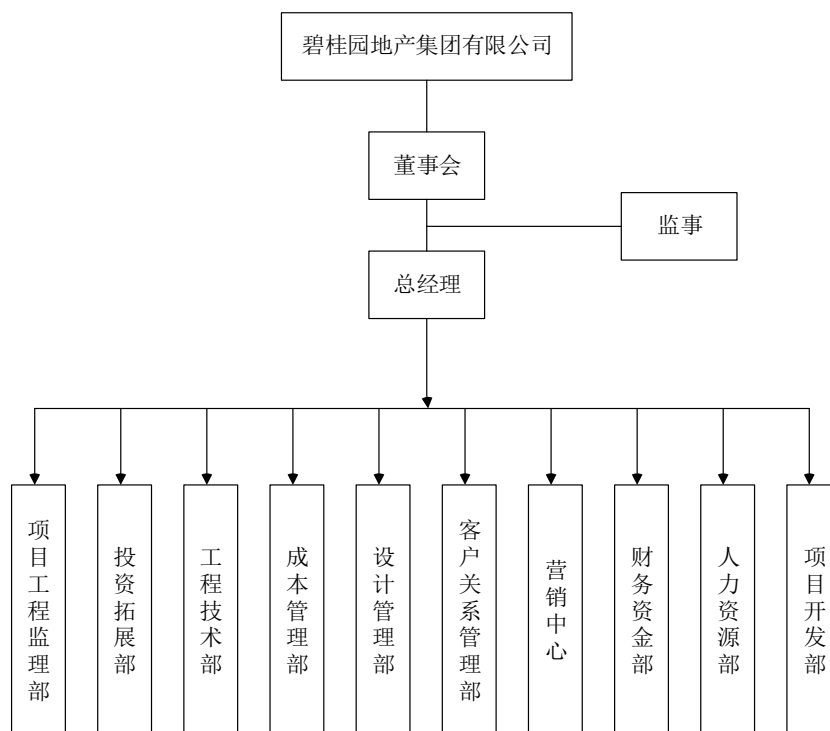 碧桂园地产集团有限公司
董事会
监事
总经理
项目工程监理部
投资拓展部
工程技术部
成本管理部
设计管理部
客户关系管理部
营销中心
财务资金部
人力资源部
项目开发部